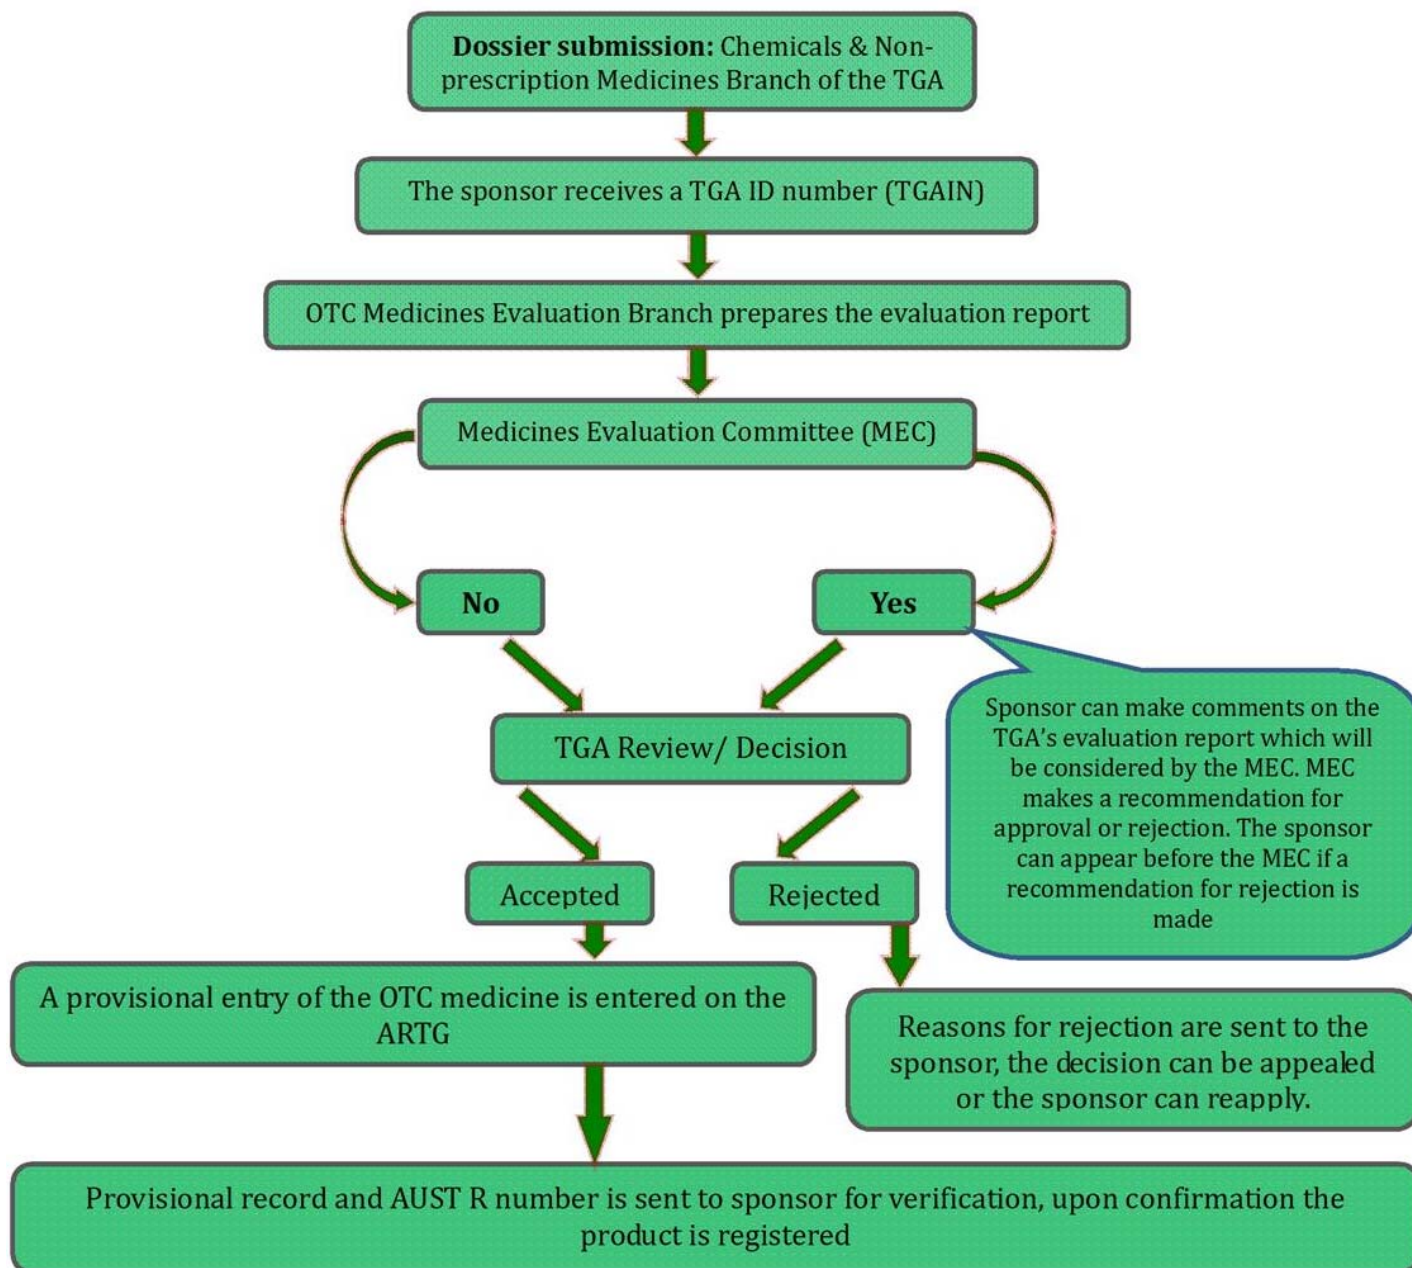 Dossier submission: Chemicals & Non-
prescription Medicines Branch of the TGA
The sponsor receives a TGA ID number (TGAIN)
OTC Medicines Evaluation Branch prepares the evaluation report
Medicines Evaluation Committee (MEC)
No
Yes
Sponsor can make comments on the
TGA's evaluation report which will
be considered by the MEC. MEC
makes a recommendation for
approval or rejection. The sponsor
can appear before the MEC if a
recommendation for rejection is
made
TGA Review/ Decision
Accepted
Rejected
A provisional entry of the OTC medicine is entered on the
ARTG
Reasons for rejection are sent to the
sponsor, the decision can be appealed
or the sponsor can reapply.
Provisional record and AUST R number is sent to sponsor for verification, upon confirmation the
product is registered